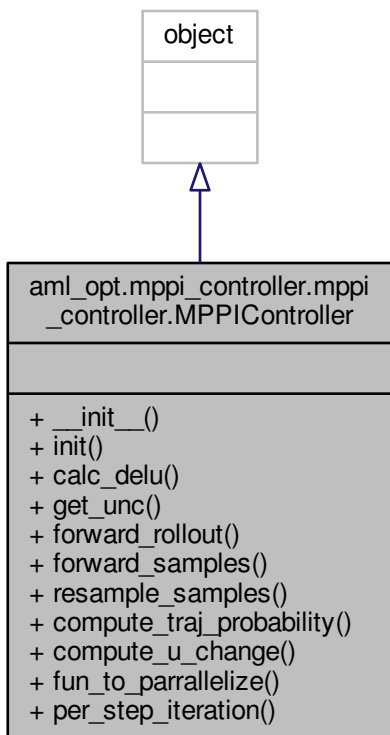 object
aml_opt.mppi_controller.mppi
_controller.MPPIController
+ __init__()
+ init()
+ calc_delu()
+ get_unc()
+ forward_rollout()
+ forward_samples()
+ resample_samples()
+ compute_traj_probability()
+ compute_u_change()
+ fun_to_parrallelize()
+ per_step_iteration()